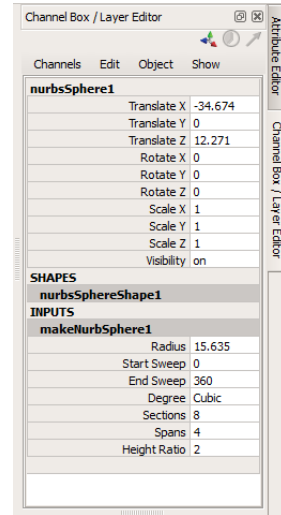 Channel Box / Layer Editor
Channels Edit Object Show
nurbsSphere1
Translate X -34.674
Translate Y 0
Translate Z 12.271
Rotate X 0
Rotate Y 0
Rotate Z 0
Scale X 1
Scale Y 1
Scale Z 1
Visibility on
SHAPES
nurbsSphereShape1
INPUTS
makeNurbSphere1
Radius 15.635
Start Sweep 0
End Sweep 360
Degree Cubic
Sections 8
Spans 4
Height Ratio 2
Attribute Editor
Channel Box / Layer Editor